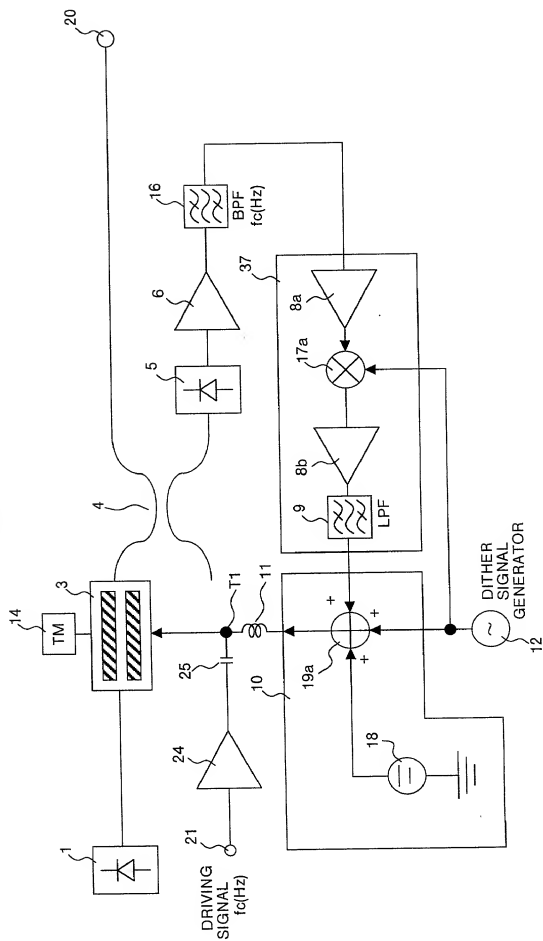 20
16
BPF
fc(Hz)
6
5
4
37
8a
17a
8b
9
LPF
3
14
TM
T1
11
25
10
+
+
+
19a
DITHER
SIGNAL
GENERATOR
~
12
18
24
1
21
DRIVING
SIGNAL
fc(Hz)